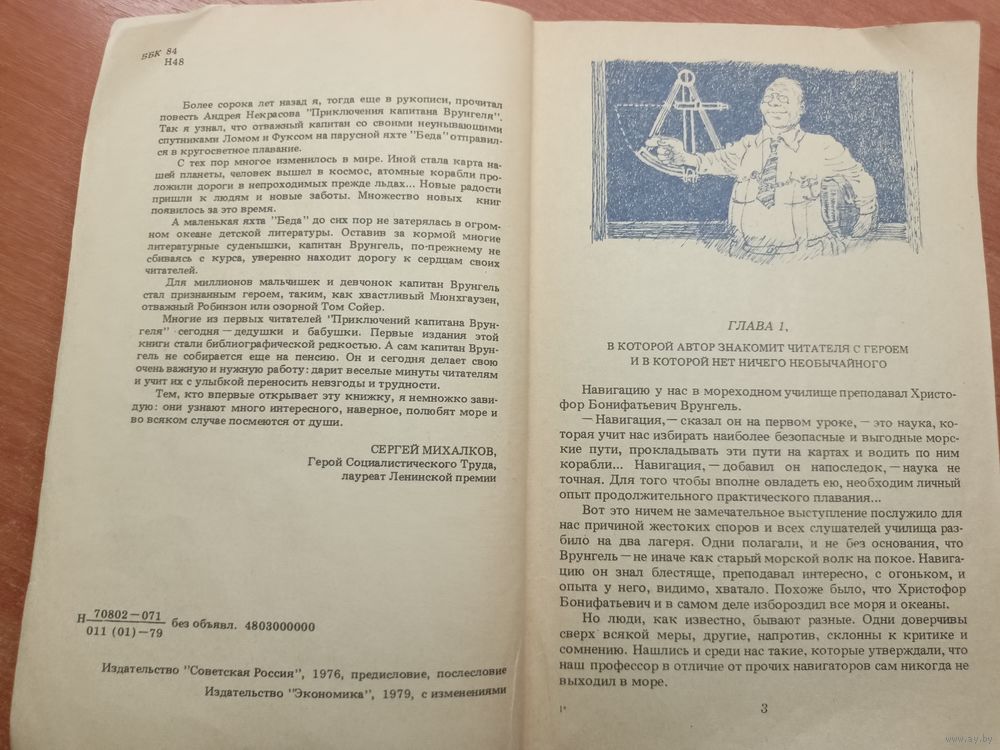 ББК 84
Н48
Более сорока лет назад я, тогда еще в рукописи, прочитал
повесть Андрея Некрасова "Приключения капитана Врунгеля".
Так я узнал, что отважный капитан со своими неунывающими
спутниками Ломом и Фуксом на парусной яхте "Беда" отправил-
ся в кругосветное плавание.
С тех пор многое изменилось в мире. Иной стала карта на-
шей планеты, человек вышел в космос, атомные корабли про-
ложили дороги в непроходимых прежде льдах... Новые радости
пришли к людям и новые заботы. Множество новых книг
появилось за это время.
А маленькая яхта "Беда" до сих пор не затерялась в огром-
ном океане детской литературы. Оставив за кормой многие
литературные суденышки, капитан Врунгель, по-прежнему не
сбиваясь с курса, уверенно находит дорогу к сердцам своих
читателей.
Для миллионов мальчишек и девчонок капитан Врунгель
стал признанным героем, таким, как хвастливый Мюнхгаузен,
отважный Робинзон или озорной Том Сойер.
Многие из первых читателей "Приключений капитана Врун-
геля" сегодня — дедушки и бабушки. Первые издания этой
книги стали библиографической редкостью. А сам капитан Врун-
гель не собирается еще на пенсию. Он и сегодня делает свою
очень важную и нужную работу: дарит веселые минуты читателям
и учит их с улыбкой переносить невзгоды и трудности.
Тем, кто впервые открывает эту книжку, я немножко зави-
дую: они узнают много интересного, наверное, полюбят море и
во всяком случае посмеются от души.
СЕРГЕЙ МИХАЛКОВ,
Герой Социалистического Труда,
лауреат Ленинской премии
Н 70802—071
011 (01)—79 без объявл. 4803000000
Издательство "Советская Россия", 1976, предисловие, послесловие
Издательство "Экономика", 1979, с изменениями
ГЛАВА 1,
В КОТОРОЙ АВТОР ЗНАКОМИТ ЧИТАТЕЛЯ С ГЕРОЕМ
И В КОТОРОЙ НЕТ НИЧЕГО НЕОБЫЧАЙНОГО
Навигацию у нас в мореходном училище преподавал Христо-
фор Бонифатьевич Врунгель.
— Навигация, — сказал он на первом уроке, — это наука, ко-
торая учит нас избирать наиболее безопасные и выгодные мор-
ские пути, прокладывать эти пути на картах и водить по ним
корабли... Навигация, — добавил он напоследок, — наука не
точная. Для того чтобы вполне овладеть ею, необходим личный
опыт продолжительного практического плавания...
Вот это ничем не замечательное выступление послужило для
нас причиной жестоких споров и всех слушателей училища раз-
било на два лагеря. Одни полагали, и не без основания, что
Врунгель — не иначе как старый морской волк на покое. Навига-
цию он знал блестяще, преподавал интересно, с огоньком, и
опыта у него, видимо, хватало. Похоже было, что Христофор
Бонифатьевич и в самом деле избороздил все моря и океаны.
Но люди, как известно, бывают разные. Одни доверчивы
сверх всякой меры, другие, напротив, склонны к критике и
сомнению. Нашлись и среди нас такие, которые утверждали, что
наш профессор в отличие от прочих навигаторов сам никогда не
выходил в море.
1*
3
www.ay.by